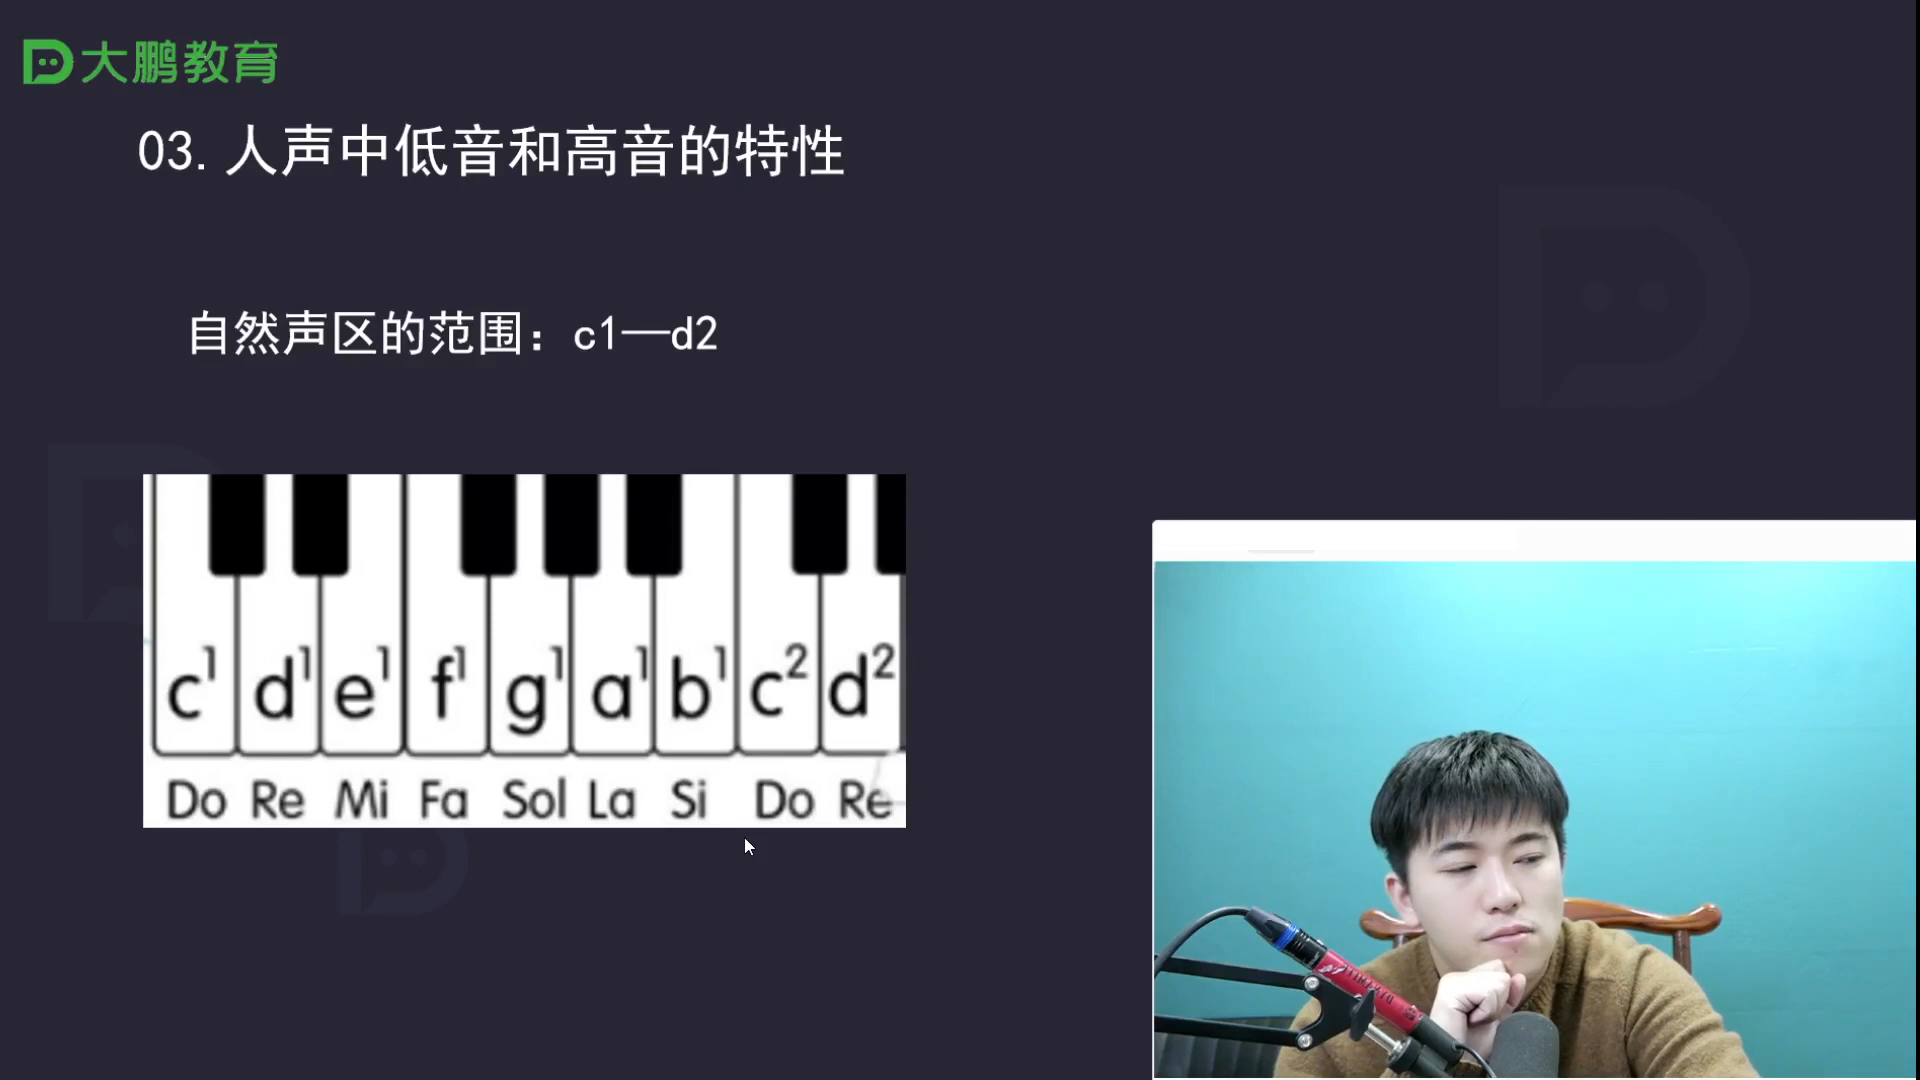 大鹏教育
03.人声中低音和高音的特性
自然声区的范围：c1—d2
c¹ d¹ e¹ f¹ g¹ a¹ b¹ c² d²
Do Re Mi Fa Sol La Si Do Re